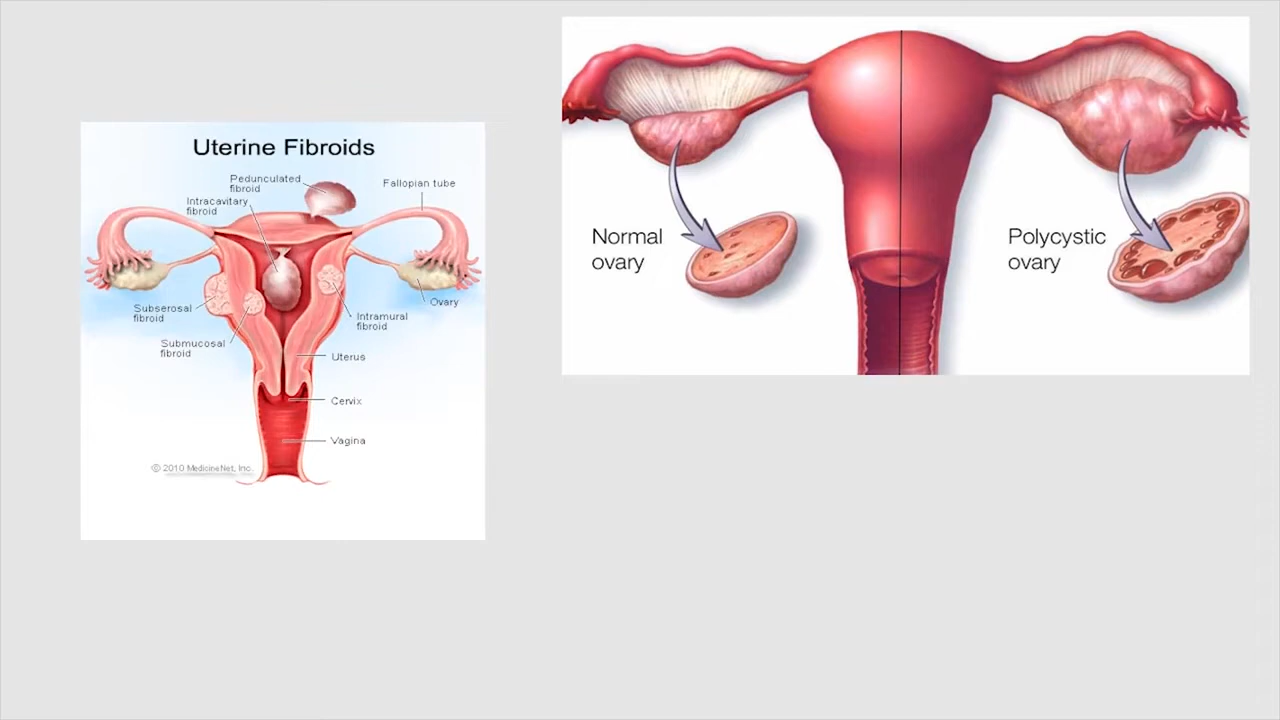 Uterine Fibroids
Pedunculated
fibroid
Fallopian tube
Intracavitary
fibroid
Subserosal
fibroid
Ovary
Intramural
fibroid
Submucosal
fibroid
Uterus
Cervix
Vagina
© 2010 MedicineNet, Inc.
Normal
ovary
Polycystic
ovary